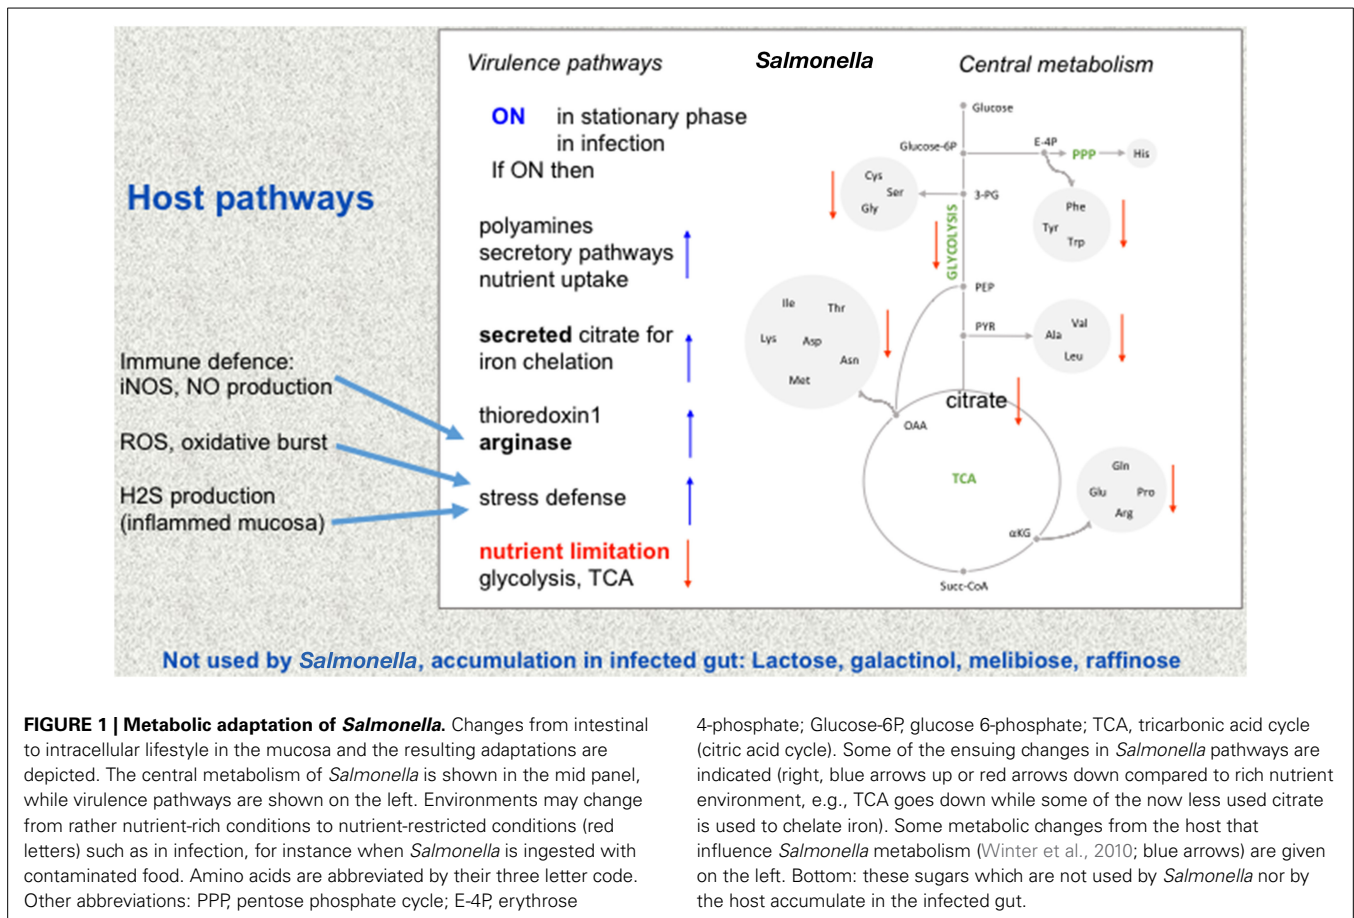 Virulence pathways
Salmonella
Central metabolism
ON in stationary phase
in infection
If ON then
Host pathways
polyamines
secretory pathways
nutrient uptake
secreted citrate for
iron chelation
Immune defence:
iNOS, NO production
thioredoxin1
arginase
ROS, oxidative burst
stress defense
H2S production
(inflammed mucosa)
nutrient limitation
glycolysis, TCA
Glucose
Glucose-6P
E-4P
PPP
His
Cys
Ser
Gly
3-PG
Phe
Tyr
Trp
GLYCOLYSIS
PEP
PYR
Val
Ala
Leu
Ile
Thr
Lys
Asp
Asn
Met
citrate
OAA
TCA
Gln
Glu
Pro
Arg
αKG
Succ-CoA
Not used by Salmonella, accumulation in infected gut: Lactose, galactinol, melibiose, raffinose
FIGURE 1 | Metabolic adaptation of Salmonella. Changes from intestinal
to intracellular lifestyle in the mucosa and the resulting adaptations are
depicted. The central metabolism of Salmonella is shown in the mid panel,
while virulence pathways are shown on the left. Environments may change
from rather nutrient-rich conditions to nutrient-restricted conditions (red
letters) such as in infection, for instance when Salmonella is ingested with
contaminated food. Amino acids are abbreviated by their three letter code.
Other abbreviations: PPP, pentose phosphate cycle; E-4P, erythrose
4-phosphate; Glucose-6P, glucose 6-phosphate; TCA, tricarbonic acid cycle
(citric acid cycle). Some of the ensuing changes in Salmonella pathways are
indicated (right, blue arrows up or red arrows down compared to rich nutrient
environment, e.g., TCA goes down while some of the now less used citrate
is used to chelate iron). Some metabolic changes from the host that
influence Salmonella metabolism (Winter et al., 2010; blue arrows) are given
on the left. Bottom: these sugars which are not used by Salmonella nor by
the host accumulate in the infected gut.